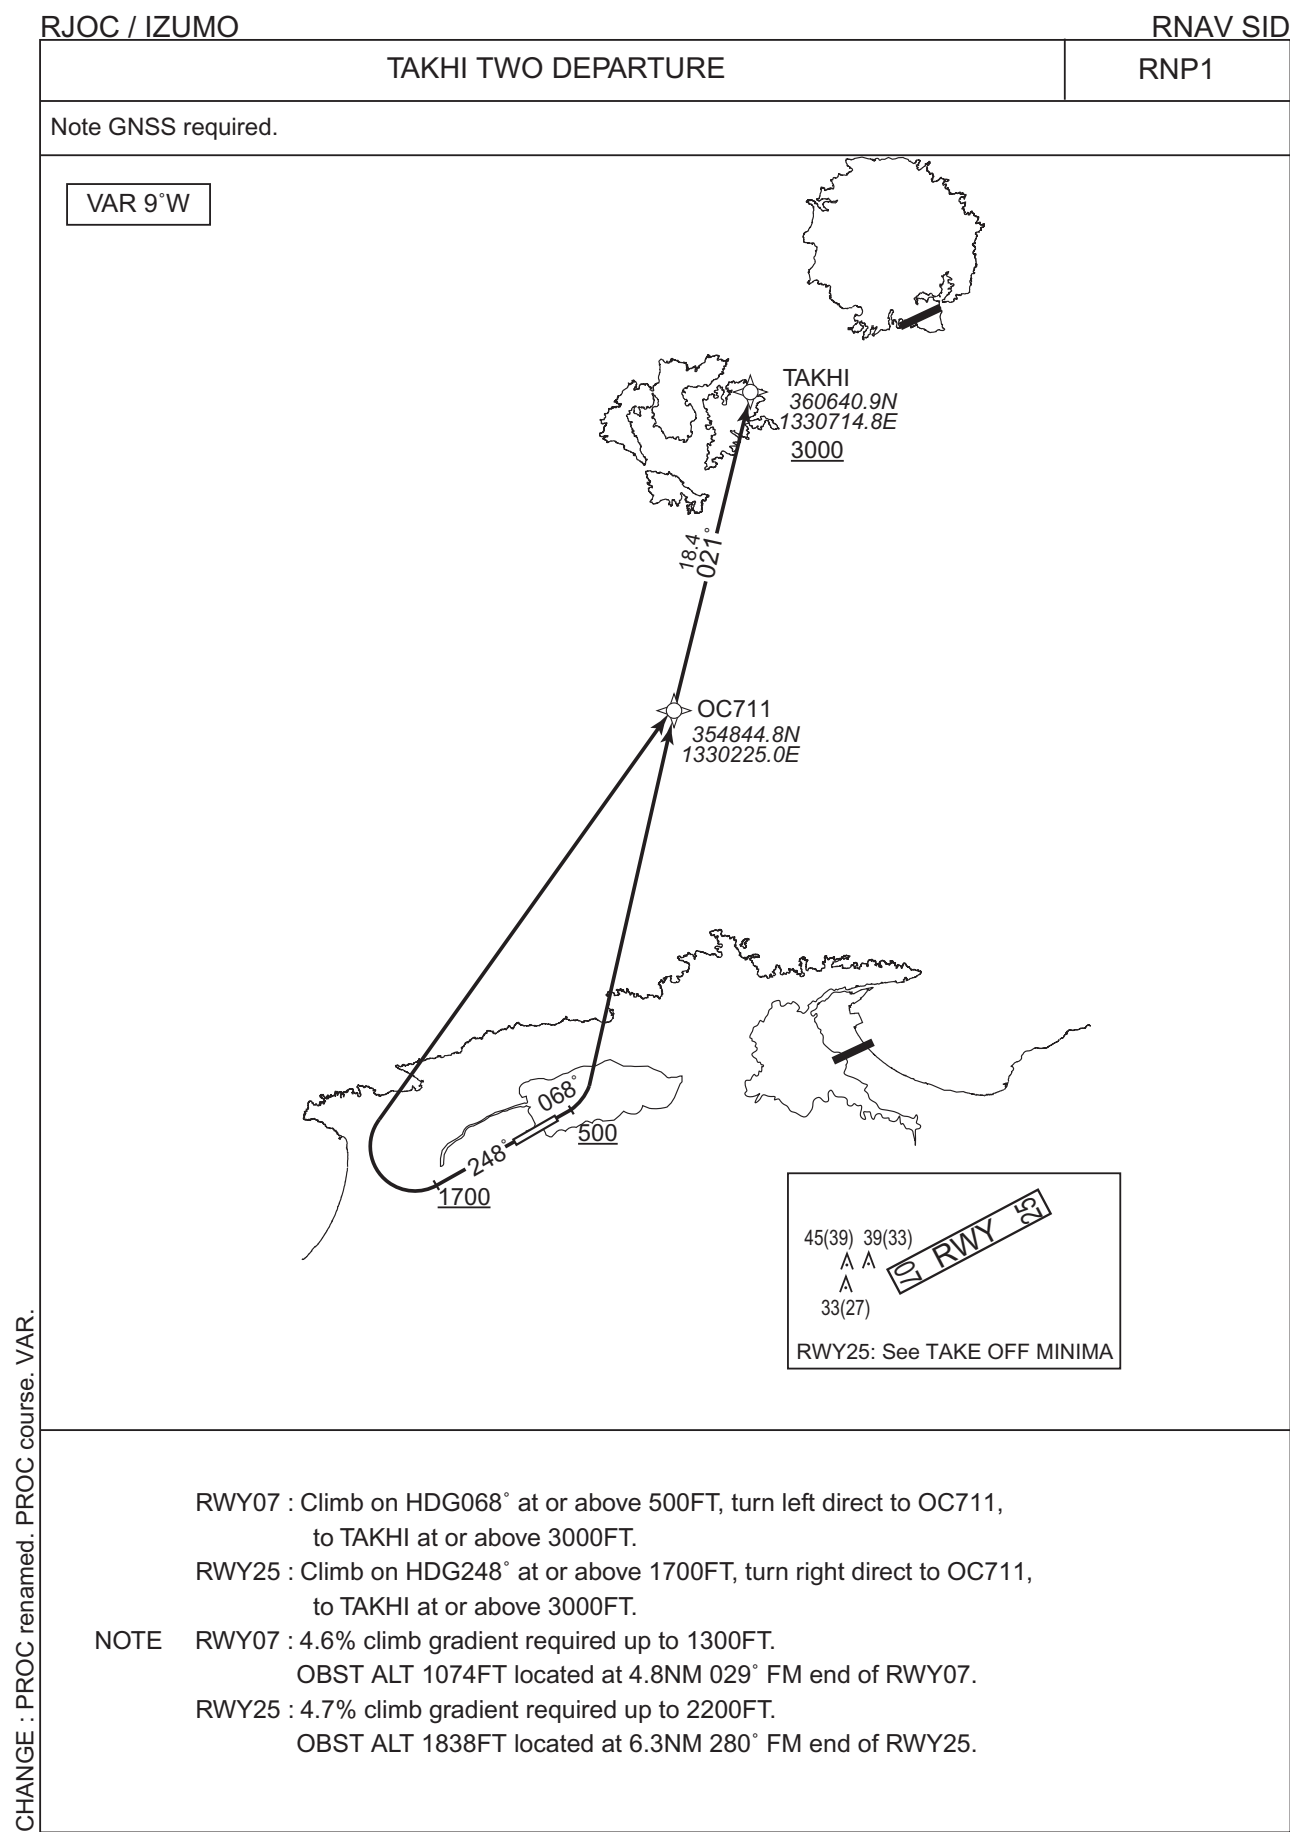 RJOC / IZUMO
RNAV SID
TAKHI TWO DEPARTURE
RNP1
Note GNSS required.
VAR 9˚W
TAKHI
360640.9N
1330714.8E
3000
18.4
021˚
OC711
354844.8N
1330225.0E
068˚
500
248˚
1700
45(39) 39(33)
33(27)
07 RWY 25
RWY25: See TAKE OFF MINIMA
RWY07 : Climb on HDG068˚ at or above 500FT, turn left direct to OC711,
to TAKHI at or above 3000FT.
RWY25 : Climb on HDG248˚ at or above 1700FT, turn right direct to OC711,
to TAKHI at or above 3000FT.
NOTE RWY07 : 4.6% climb gradient required up to 1300FT.
OBST ALT 1074FT located at 4.8NM 029˚ FM end of RWY07.
RWY25 : 4.7% climb gradient required up to 2200FT.
OBST ALT 1838FT located at 6.3NM 280˚ FM end of RWY25.
CHANGE : PROC renamed. PROC course. VAR.